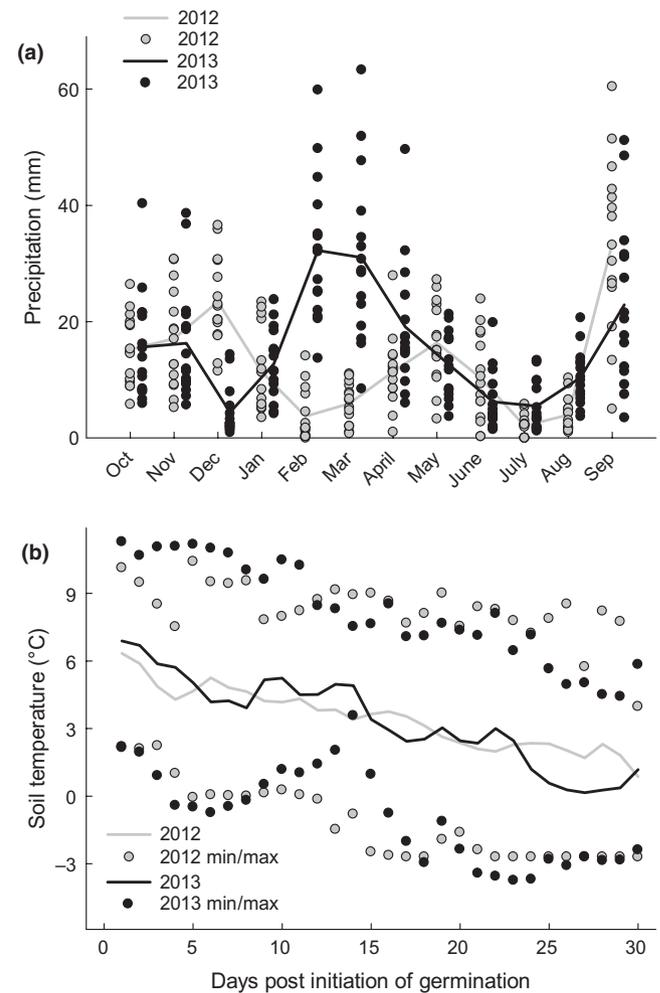 (a)
2012
2012
2013
2013
Precipitation (mm)
60
40
20
0
Oct Nov Dec Jan Feb Mar April May June July Aug Sep
(b)
Soil temperature (°C)
9
6
3
0
–3
2012
2012 min/max
2013
2013 min/max
0 5 10 15 20 25 30
Days post initiation of germination